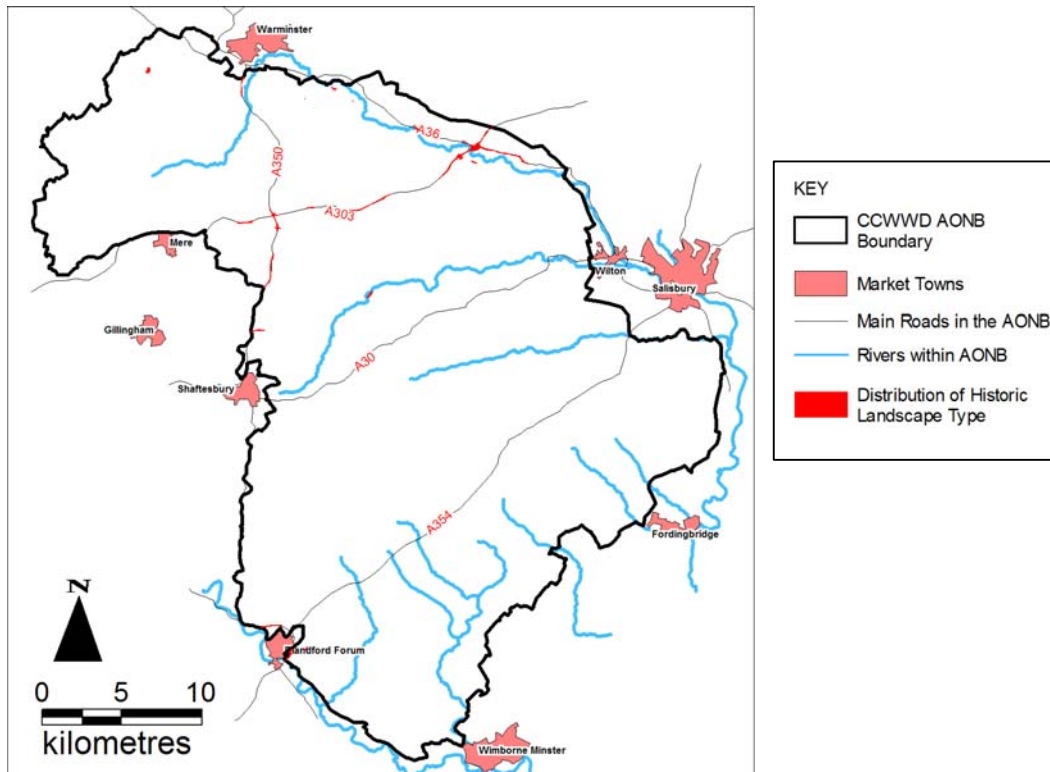 Warminster
A36
A350
A303
Mere
Wilton
Salisbury
Gillingham
A30
Shaftesbury
A354
Fordingbridge
N
Blandford Forum
0 5 10
kilometres
Wimborne Minster
KEY
CCWWD AONB
Boundary
Market Towns
Main Roads in the AONB
Rivers within AONB
Distribution of Historic
Landscape Type